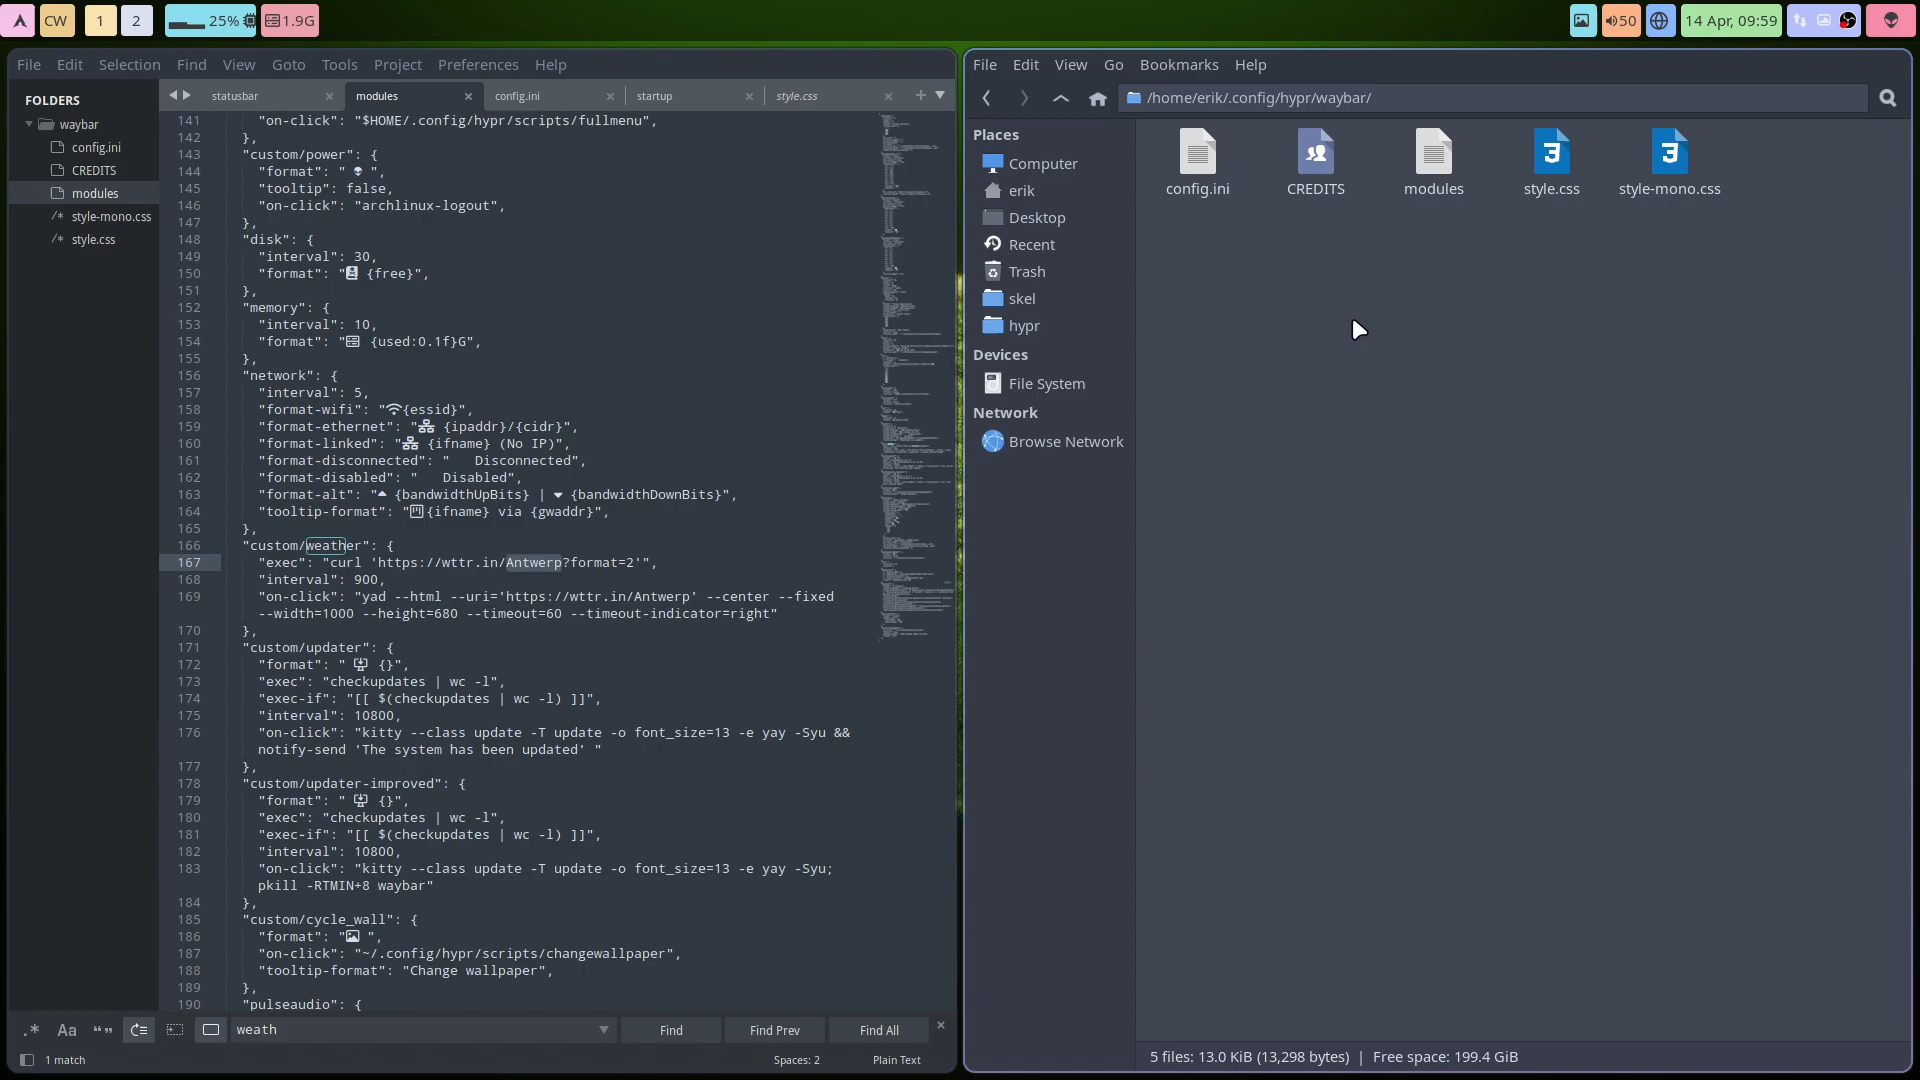 CW
1
2
25%
1.9G
50
14 Apr, 09:59
File Edit Selection Find View Goto Tools Project Preferences Help
FOLDERS
waybar
config.ini
CREDITS
modules
/* style-mono.css
/* style.css
statusbar
modules
config.ini
startup
style.css
141 "on-click": "$HOME/.config/hypr/scripts/fullmenu",
142 },
143 "custom/power": {
144 "format": " ",
145 "tooltip": false,
146 "on-click": "archlinux-logout",
147 },
148 "disk": {
149 "interval": 30,
150 "format": " {free}",
151 },
152 "memory": {
153 "interval": 10,
154 "format": " {used:0.1f}G",
155 },
156 "network": {
157 "interval": 5,
158 "format-wifi": "{essid}",
159 "format-ethernet": " {ipaddr}/{cidr}",
160 "format-linked": " {ifname} (No IP)",
161 "format-disconnected": "   Disconnected",
162 "format-disabled": "   Disabled",
163 "format-alt": " {bandwidthUpBits} | {bandwidthDownBits}",
164 "tooltip-format": "{ifname} via {gwaddr}",
165 },
166 "custom/weather": {
167 "exec": "curl 'https://wttr.in/Antwerp?format=2'",
168 "interval": 900,
169 "on-click": "yad --html --uri='https://wttr.in/Antwerp' --center --fixed
--width=1000 --height=680 --timeout=60 --timeout-indicator=right"
170 },
171 "custom/updater": {
172 "format": " {}",
173 "exec": "checkupdates | wc -l",
174 "exec-if": "[[ $(checkupdates | wc -l) ]]",
175 "interval": 10800,
176 "on-click": "kitty --class update -T update -o font_size=13 -e yay -Syu &&
notify-send 'The system has been updated' "
177 },
178 "custom/updater-improved": {
179 "format": " {}",
180 "exec": "checkupdates | wc -l",
181 "exec-if": "[[ $(checkupdates | wc -l) ]]",
182 "interval": 10800,
183 "on-click": "kitty --class update -T update -o font_size=13 -e yay -Syu;
pkill -RTMIN+8 waybar"
184 },
185 "custom/cycle_wall": {
186 "format": " ",
187 "on-click": "~/.config/hypr/scripts/changewallpaper",
188 "tooltip-format": "Change wallpaper",
189 },
190 "pulseaudio": {
.* Aa “” weath Find Find Prev Find All
1 match Spaces: 2 Plain Text
File Edit View Go Bookmarks Help
/home/erik/.config/hypr/waybar/
Places
Computer
erik
Desktop
Recent
Trash
skel
hypr
Devices
File System
Network
Browse Network
3
3
config.ini
CREDITS
modules
style.css
style-mono.css
5 files: 13.0 KiB (13,298 bytes) | Free space: 199.4 GiB